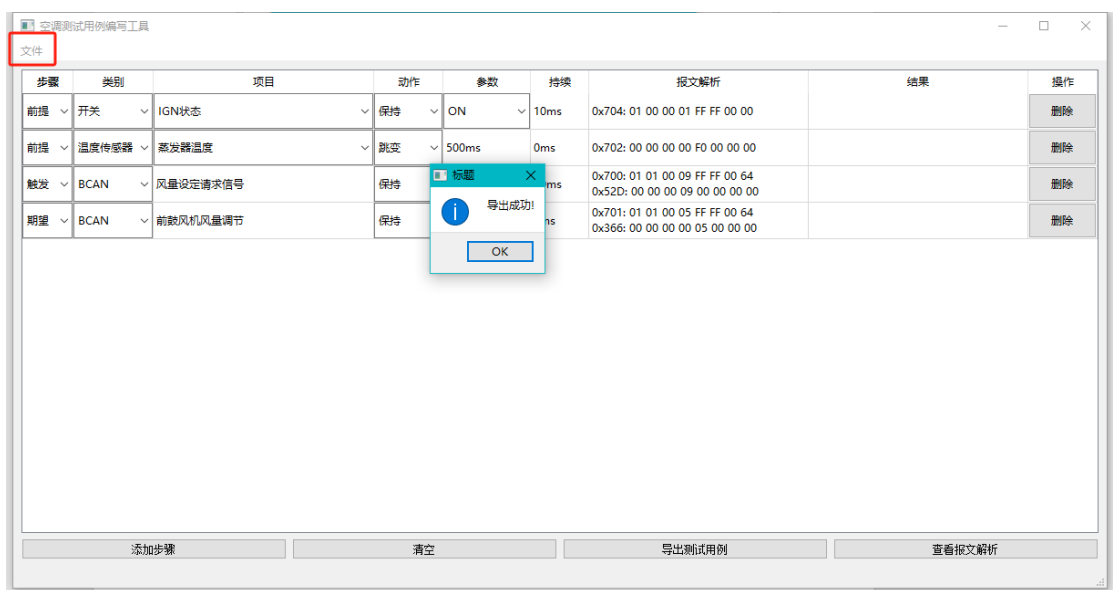 空调测试用例编写工具
文件
步骤 类别 项目 动作 参数 持续 报文解析 结果 操作
前提 开关 IGN状态 保持 ON 10ms 0x704: 01 00 00 01 FF FF 00 00 删除
前提 温度传感器 蒸发器温度 跳变 500ms 0ms 0x702: 00 00 00 00 F0 00 00 00 删除
触发 BCAN 风量设定请求信号 保持 ms 0x700: 01 01 00 09 FF FF 00 64 删除
0x52D: 00 00 00 09 00 00 00 00
期望 BCAN 前鼓风机风量调节 保持 ns 0x701: 01 01 00 05 FF FF 00 64 删除
0x366: 00 00 00 00 05 00 00 00
标题
导出成功!
OK
添加步骤 清空 导出测试用例 查看报文解析